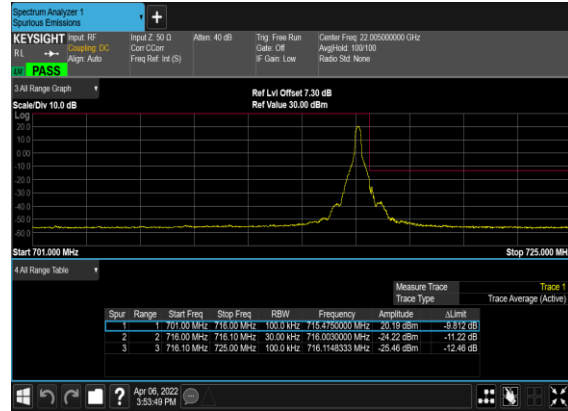 Spectrum Analyzer 1
Spurious Emissions
KEYSIGHT Input: RF Input Z: 50 Ω Atten: 40 dB Trig: Free Run Center Freq: 22.005000000 GHz
RL Coupling: DC Corr CCorr Gate: Off Avg|Hold: 100/100
Align: Auto Freq Ref: Int (S) IF Gain: Low Radio Std: None
PASS
3 All Range Graph
Ref Lvl Offset 7.30 dB
Scale/Div 10.0 dB Ref Value 30.00 dBm
Log
20.0
10.0
0.00
-10.0
-20.0
-30.0
-40.0
-50.0
-60.0
Start 701.000 MHz Stop 725.000 MH
4 All Range Table
Measure Trace Trace 1
Trace Type Trace Average (Active)
Spur Range Start Freq Stop Freq RBW Frequency Amplitude ΔLimit
1 1 701.00 MHz 716.00 MHz 100.0 kHz 715.4750000 MHz 20.19 dBm -9.812 dB
2 2 716.00 MHz 716.10 MHz 30.00 kHz 716.0030000 MHz -24.22 dBm -11.22 dB
3 3 716.10 MHz 725.00 MHz 100.0 kHz 716.1148333 MHz -25.46 dBm -12.46 dB
? Apr 06, 2022
3:53:49 PM